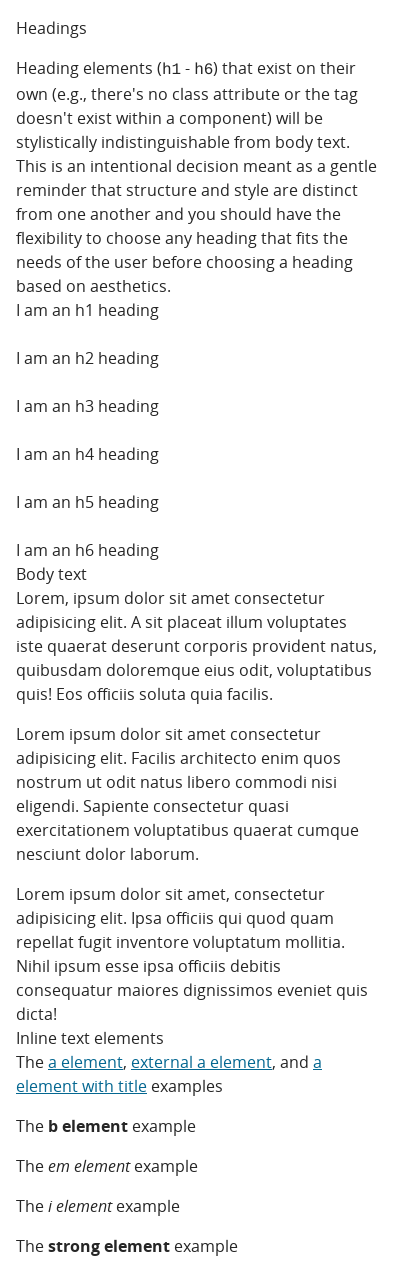 Headings
Heading elements (h1 - h6) that exist on their
own (e.g., there's no class attribute or the tag
doesn't exist within a component) will be
stylistically indistinguishable from body text.
This is an intentional decision meant as a gentle
reminder that structure and style are distinct
from one another and you should have the
flexibility to choose any heading that fits the
needs of the user before choosing a heading
based on aesthetics.
I am an h1 heading
I am an h2 heading
I am an h3 heading
I am an h4 heading
I am an h5 heading
I am an h6 heading
Body text
Lorem, ipsum dolor sit amet consectetur
adipisicing elit. A sit placeat illum voluptates
iste quaerat deserunt corporis provident natus,
quibusdam doloremque eius odit, voluptatibus
quis! Eos officiis soluta quia facilis.
Lorem ipsum dolor sit amet consectetur
adipisicing elit. Facilis architecto enim quos
nostrum ut odit natus libero commodi nisi
eligendi. Sapiente consectetur quasi
exercitationem voluptatibus quaerat cumque
nesciunt dolor laborum.
Lorem ipsum dolor sit amet, consectetur
adipisicing elit. Ipsa officiis qui quod quam
repellat fugit inventore voluptatum mollitia.
Nihil ipsum esse ipsa officiis debitis
consequatur maiores dignissimos eveniet quis
dicta!
Inline text elements
The a element, external a element, and a
element with title examples
The b element example
The em element example
The i element example
The strong element example